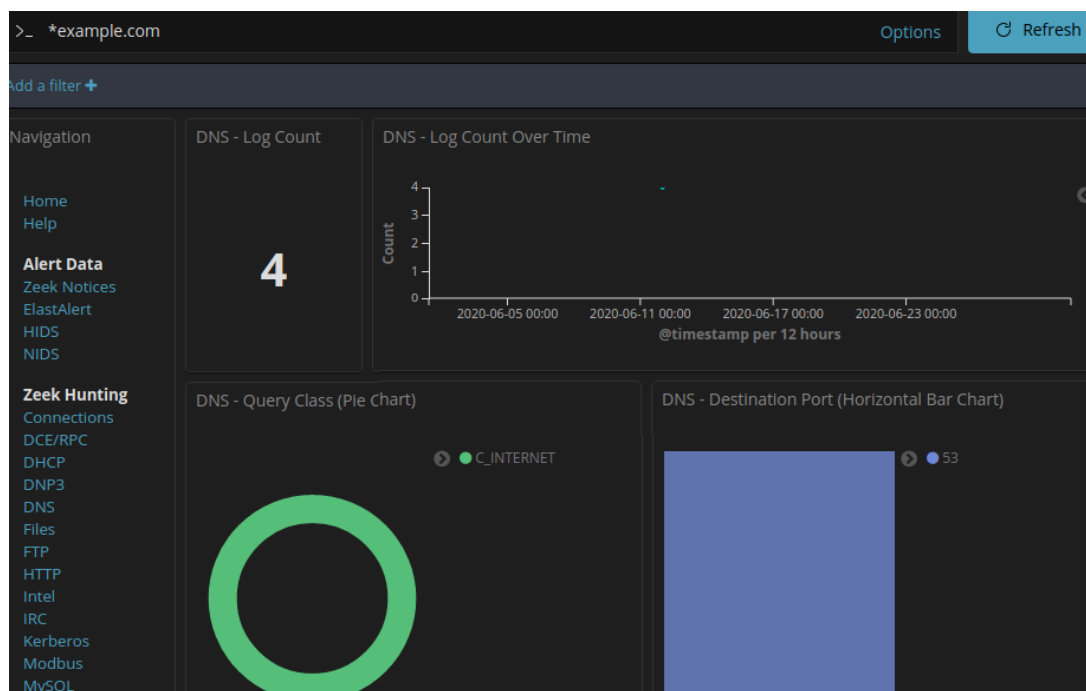 >_ *example.com
Options
Refresh
Add a filter +
Navigation
Home
Help
Alert Data
Zeek Notices
ElastAlert
HIDS
NIDS
Zeek Hunting
Connections
DCE/RPC
DHCP
DNP3
DNS
Files
FTP
HTTP
Intel
IRC
Kerberos
Modbus
MySQL
DNS - Log Count
4
DNS - Log Count Over Time
Count
4
3
2
1
0
2020-06-05 00:00
2020-06-11 00:00
2020-06-17 00:00
2020-06-23 00:00
@timestamp per 12 hours
DNS - Query Class (Pie Chart)
C_INTERNET
DNS - Destination Port (Horizontal Bar Chart)
53